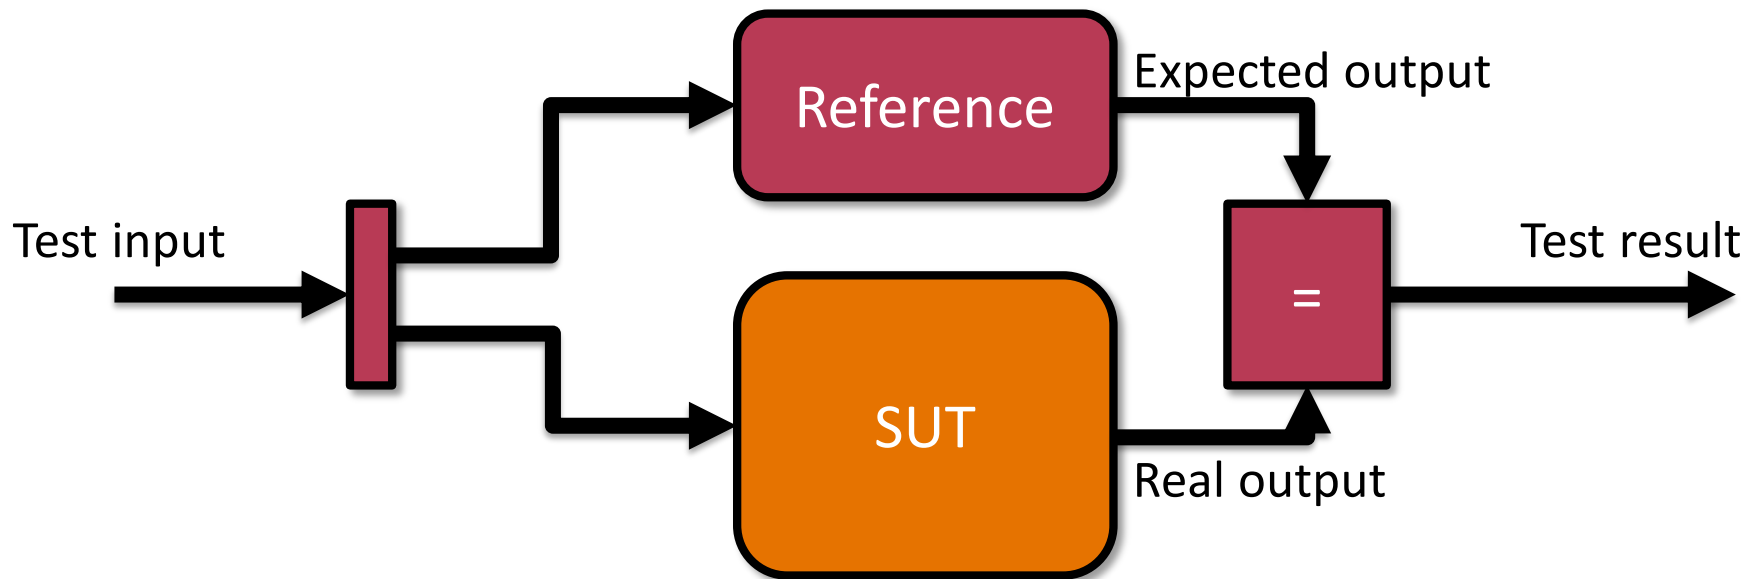 Test input
Reference
Expected output
SUT
Real output
=
Test result